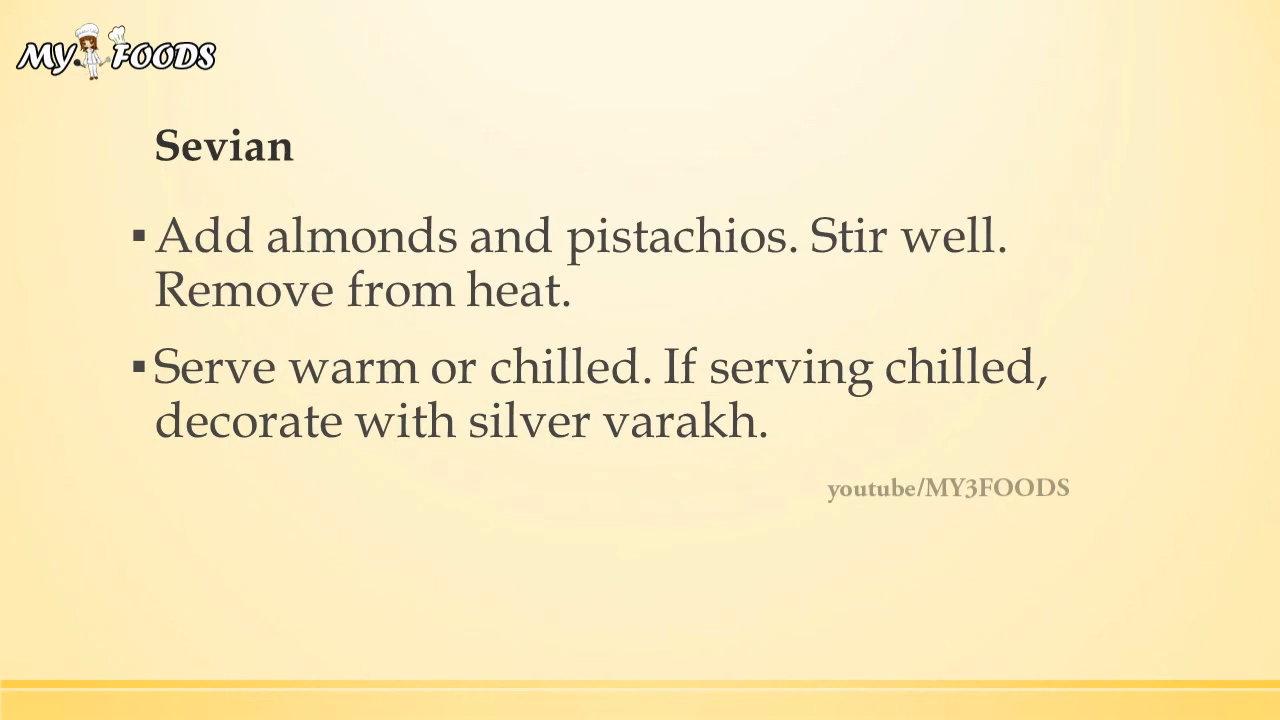 MY FOODS
Sevian
▪ Add almonds and pistachios. Stir well.
Remove from heat.
▪ Serve warm or chilled. If serving chilled,
decorate with silver varakh.
youtube/MY3FOODS